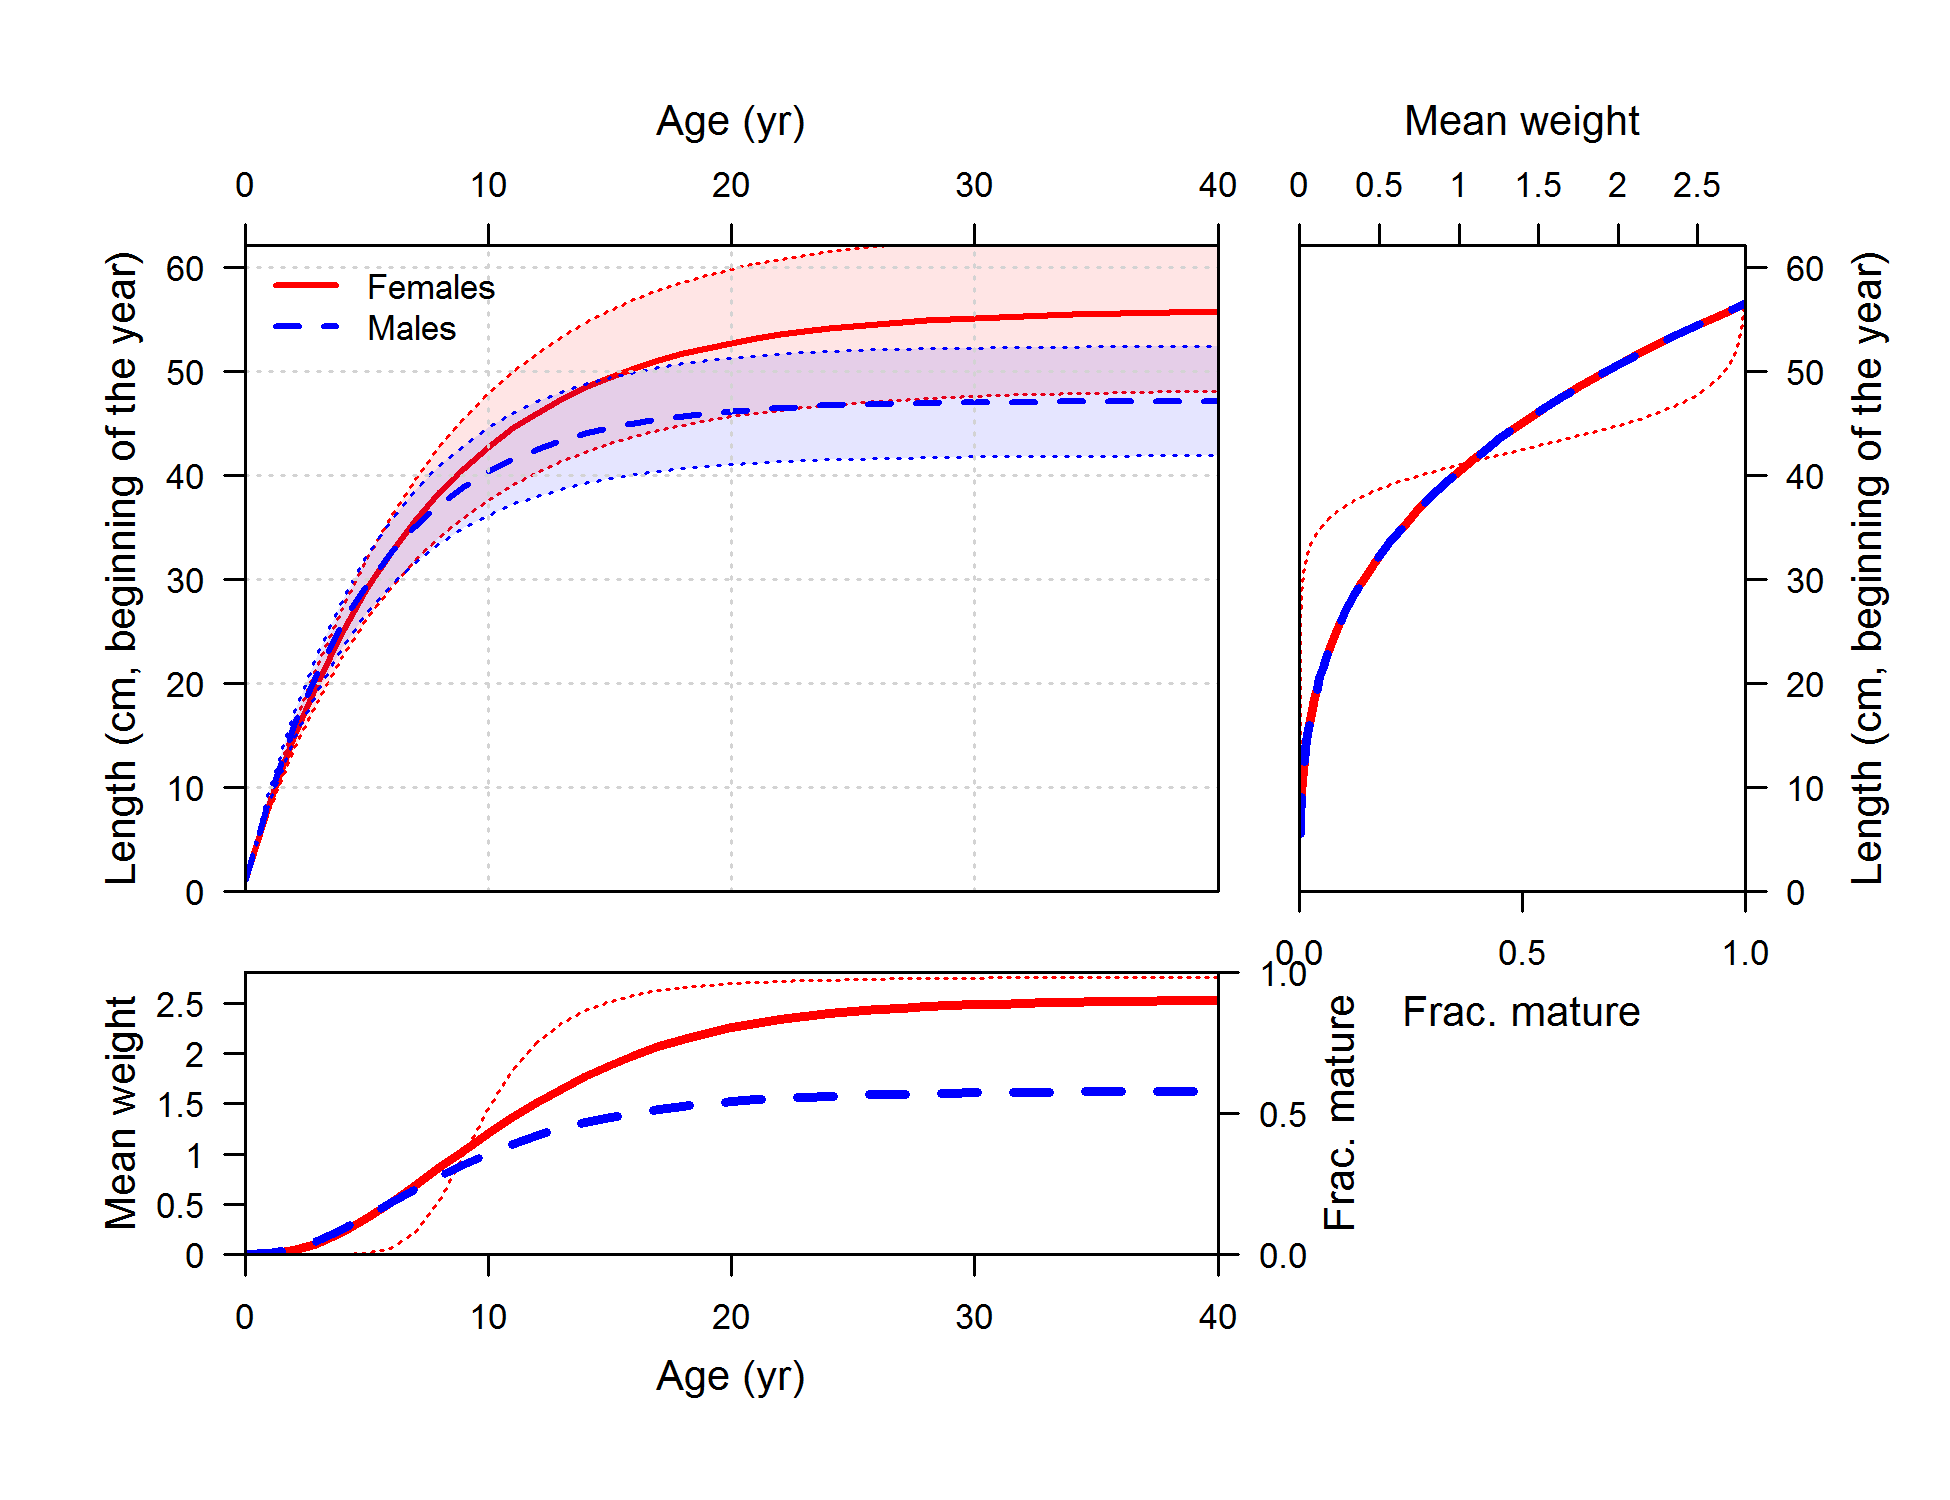 Age (yr)
Mean weight
0 10 20 30 40
0 0.5 1 1.5 2 2.5
Length (cm, beginning of the year)
60
50
40
30
20
10
0
Females
Males
60
50
40
30
20
10
0
Length (cm, beginning of the year)
0.0 0.5 1.0
Frac. mature
Mean weight
2.5
2
1.5
1
0.5
0
1.0
0.5
0.0
Frac. mature
0 10 20 30 40
Age (yr)